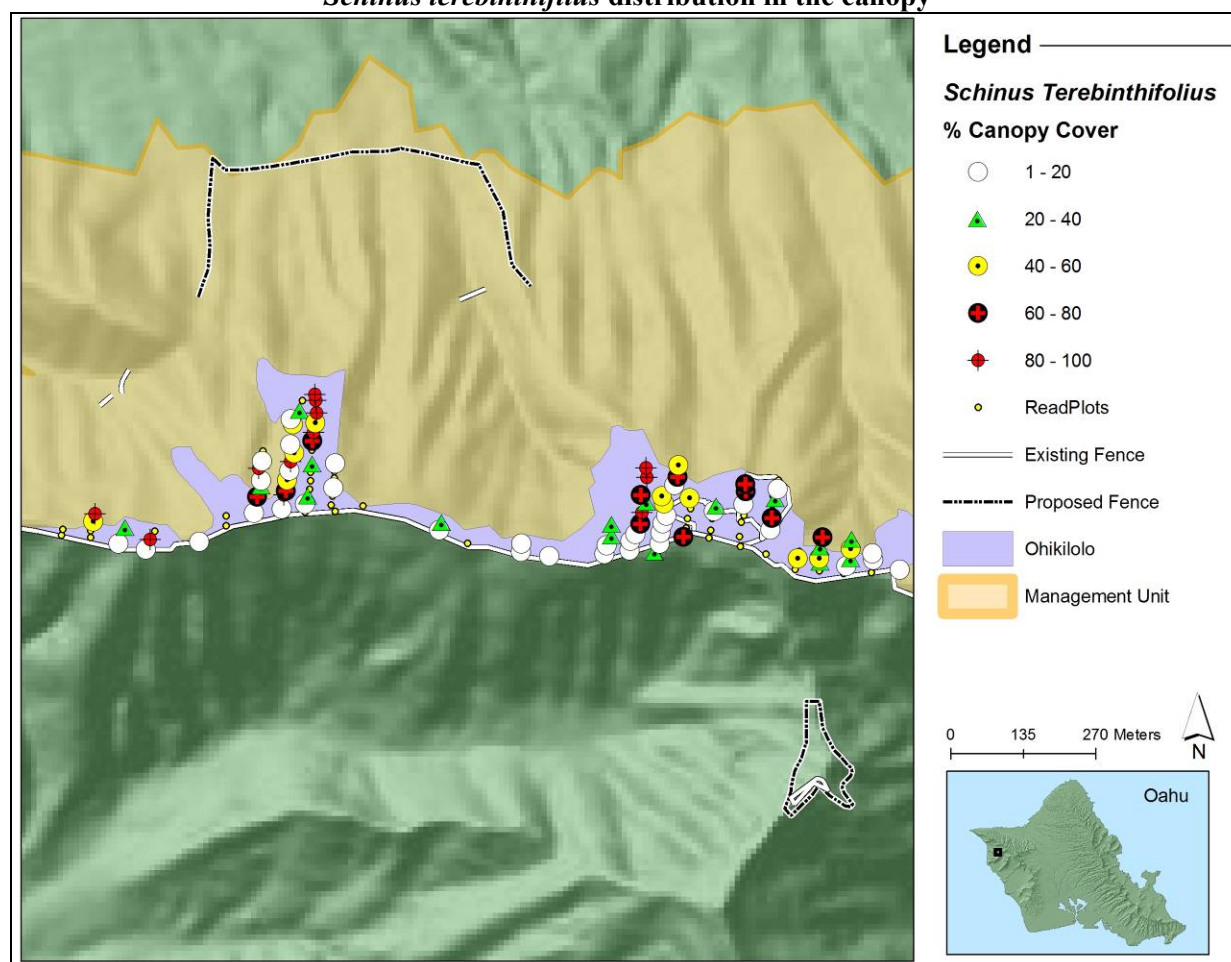 Schinus terebinthifilus distribution in the canopy
Legend
Schinus Terebinthifolius
% Canopy Cover
1 - 20
20 - 40
40 - 60
60 - 80
80 - 100
ReadPlots
Existing Fence
Proposed Fence
Ohikilolo
Management Unit
0 135 270 Meters
N
Oahu